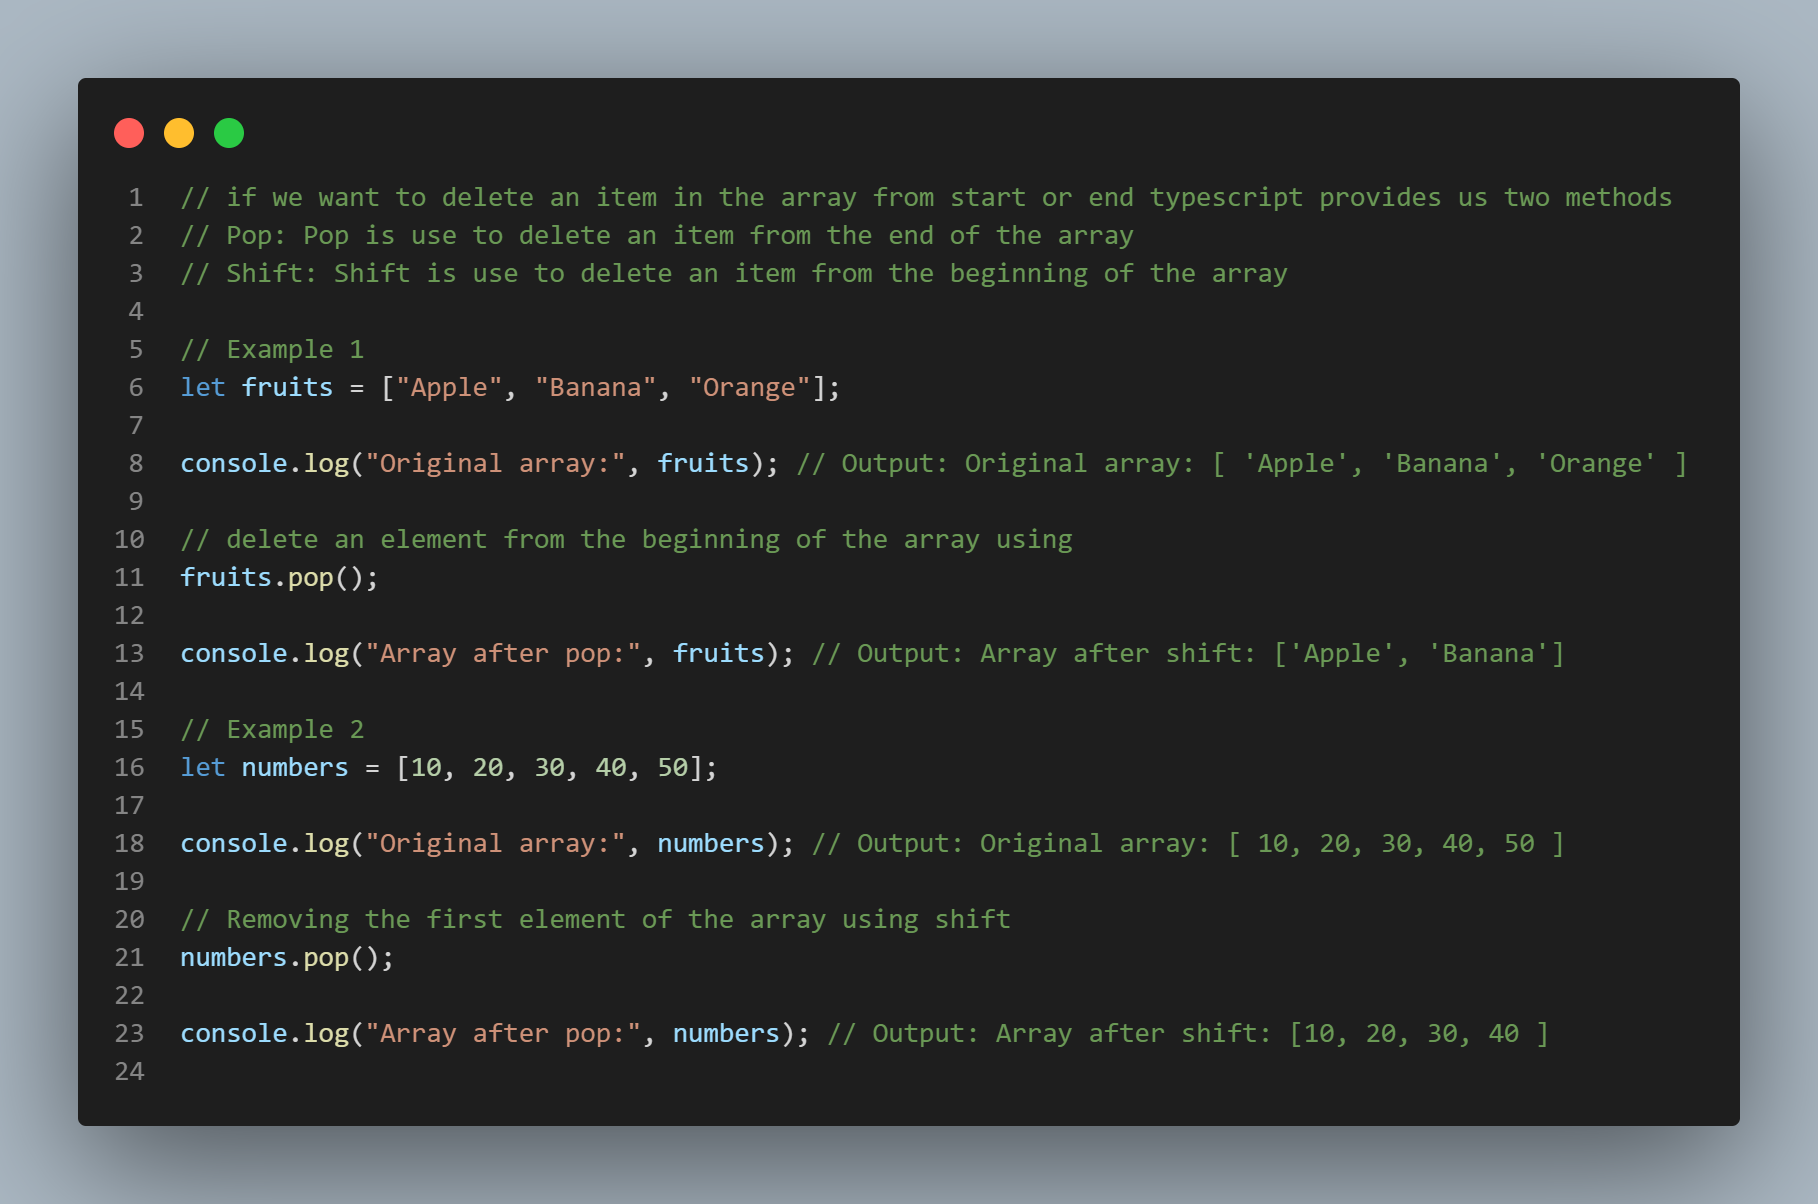 1 // if we want to delete an item in the array from start or end typescript provides us two methods
2 // Pop: Pop is use to delete an item from the end of the array
3 // Shift: Shift is use to delete an item from the beginning of the array
4
5 // Example 1
6 let fruits = ["Apple", "Banana", "Orange"];
7
8 console.log("Original array:", fruits); // Output: Original array: [ 'Apple', 'Banana', 'Orange' ]
9
10 // delete an element from the beginning of the array using
11 fruits.pop();
12
13 console.log("Array after pop:", fruits); // Output: Array after shift: ['Apple', 'Banana']
14
15 // Example 2
16 let numbers = [10, 20, 30, 40, 50];
17
18 console.log("Original array:", numbers); // Output: Original array: [ 10, 20, 30, 40, 50 ]
19
20 // Removing the first element of the array using shift
21 numbers.pop();
22
23 console.log("Array after pop:", numbers); // Output: Array after shift: [10, 20, 30, 40 ]
24